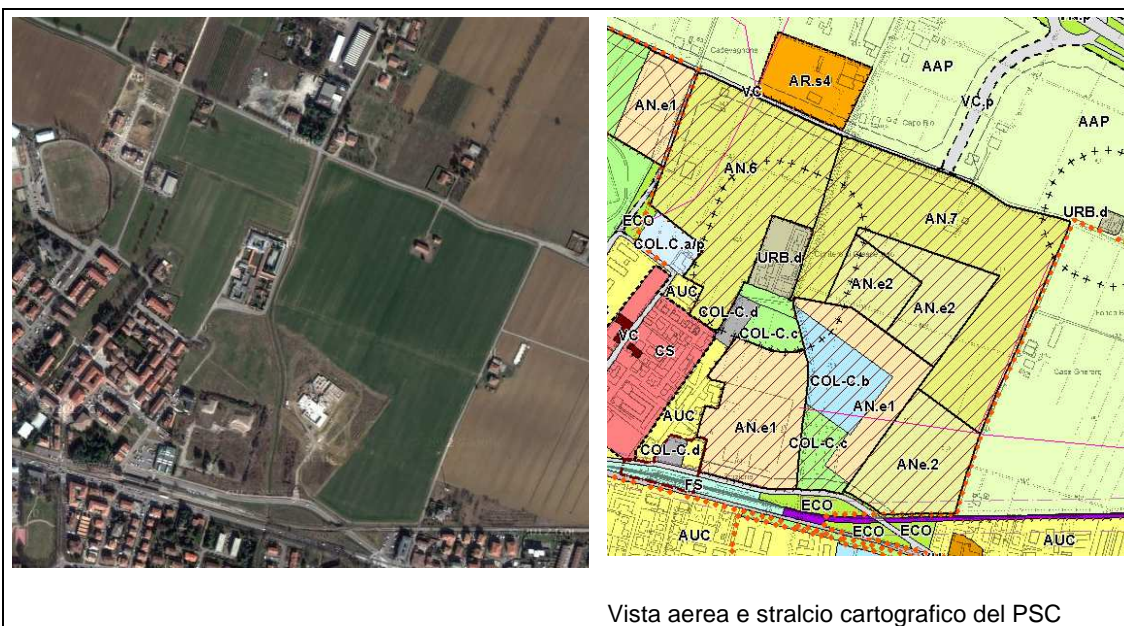 AAP
AR.s4
VC
AN.e1
VC.p
AAP
Capo Rio
AN.6
AN.7
URB.d
ECO
COL.C.a/p
URB.d
AN.e2
AUC
AN.e2
COL-C.d
COL-C.c
VC
CS
COL-C.b
AN.e1
AUC
AN.e1
COL-C.c
COL-C.d
ANe.2
FS
ECO
ECO
ECO
AUC
AUC
Vista aerea e stralcio cartografico del PSC